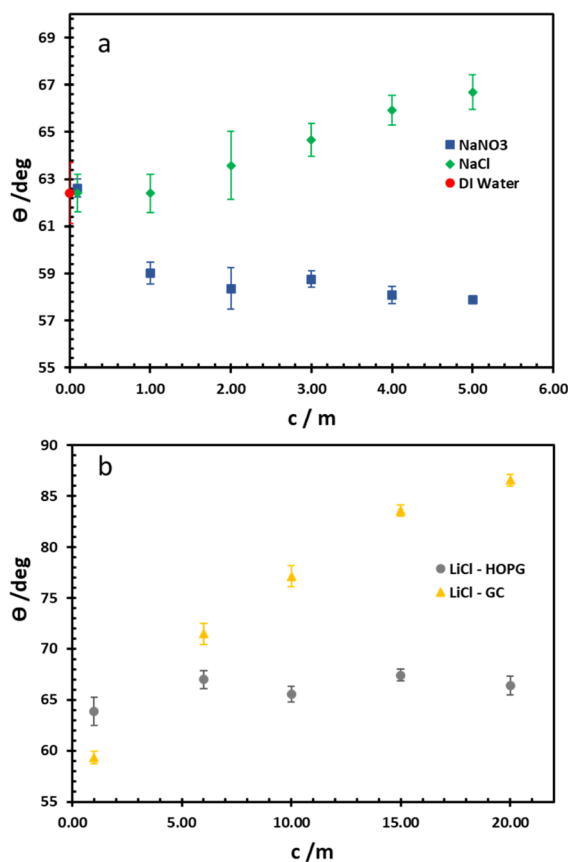 a
69
67
65
63
61
59
57
55
ϴ /deg
NaNO3
NaCl
DI Water
0.00 1.00 2.00 3.00 4.00 5.00 6.00
c / m
b
90
85
80
75
70
65
60
55
ϴ /deg
LiCl - HOPG
LiCl - GC
0.00 5.00 10.00 15.00 20.00
c / m